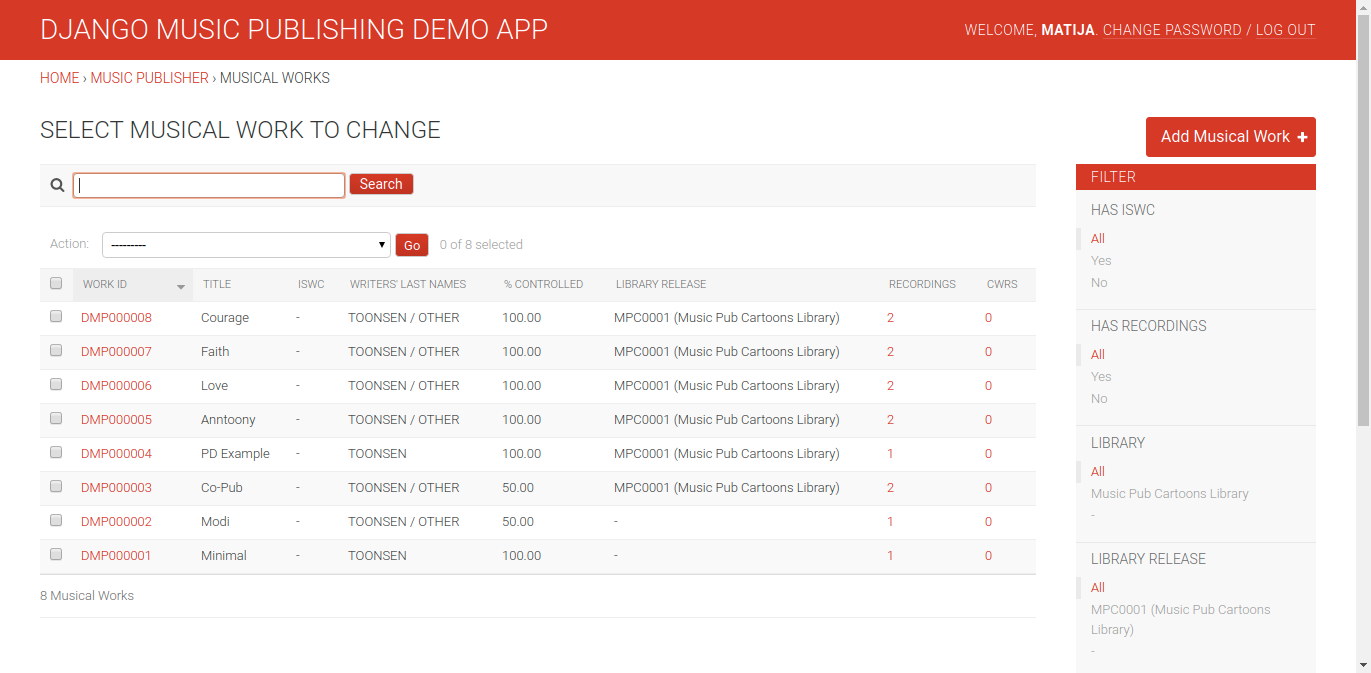 DJANGO MUSIC PUBLISHING DEMO APP
WELCOME, MATIJA. CHANGE PASSWORD / LOG OUT
HOME › MUSIC PUBLISHER › MUSICAL WORKS
SELECT MUSICAL WORK TO CHANGE
Add Musical Work +
Search
Action: --------- Go 0 of 8 selected
WORK ID TITLE ISWC WRITERS' LAST NAMES % CONTROLLED LIBRARY RELEASE RECORDINGS CWRS
DMP000008 Courage - TOONSEN / OTHER 100.00 MPC0001 (Music Pub Cartoons Library) 2 0
DMP000007 Faith - TOONSEN / OTHER 100.00 MPC0001 (Music Pub Cartoons Library) 2 0
DMP000006 Love - TOONSEN / OTHER 100.00 MPC0001 (Music Pub Cartoons Library) 2 0
DMP000005 Anntoony - TOONSEN / OTHER 100.00 MPC0001 (Music Pub Cartoons Library) 2 0
DMP000004 PD Example - TOONSEN 100.00 MPC0001 (Music Pub Cartoons Library) 1 0
DMP000003 Co-Pub - TOONSEN / OTHER 50.00 MPC0001 (Music Pub Cartoons Library) 2 0
DMP000002 Modi - TOONSEN / OTHER 50.00 - 1 0
DMP000001 Minimal - TOONSEN 100.00 - 1 0
8 Musical Works
FILTER
HAS ISWC
All
Yes
No
HAS RECORDINGS
All
Yes
No
LIBRARY
All
Music Pub Cartoons Library
-
LIBRARY RELEASE
All
MPC0001 (Music Pub Cartoons
Library)
-